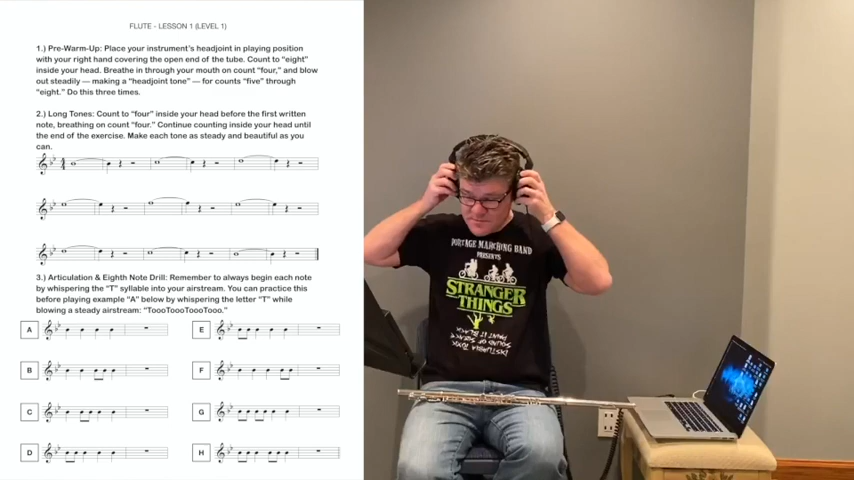 FLUTE - LESSON 1 (LEVEL 1)
1.) Pre-Warm-Up: Place your instrument's headjoint in playing position
with your right hand covering the open end of the tube. Count to "eight"
inside your head. Breathe in through your mouth on count "four," and blow
out steadily — making a "headjoint tone" — for counts "five" through
"eight." Do this three times.
2.) Long Tones: Count to "four" inside your head before the first written
note, breathing on count "four." Continue counting inside your head until
the end of the exercise. Make each tone as steady and beautiful as you
can.
3.) Articulation & Eighth Note Drill: Remember to always begin each note
by whispering the "T" syllable into your airstream. You can practice this
before playing example "A" below by whispering the letter "T" while
blowing a steady airstream: "ToooToooToooTooo."
A
E
B
F
C
G
D
H
PORTAGE MARCHING BAND
PRESENTS
STRANGER
THINGS
PAINT IT BLACK
SOUND OF SILENCE